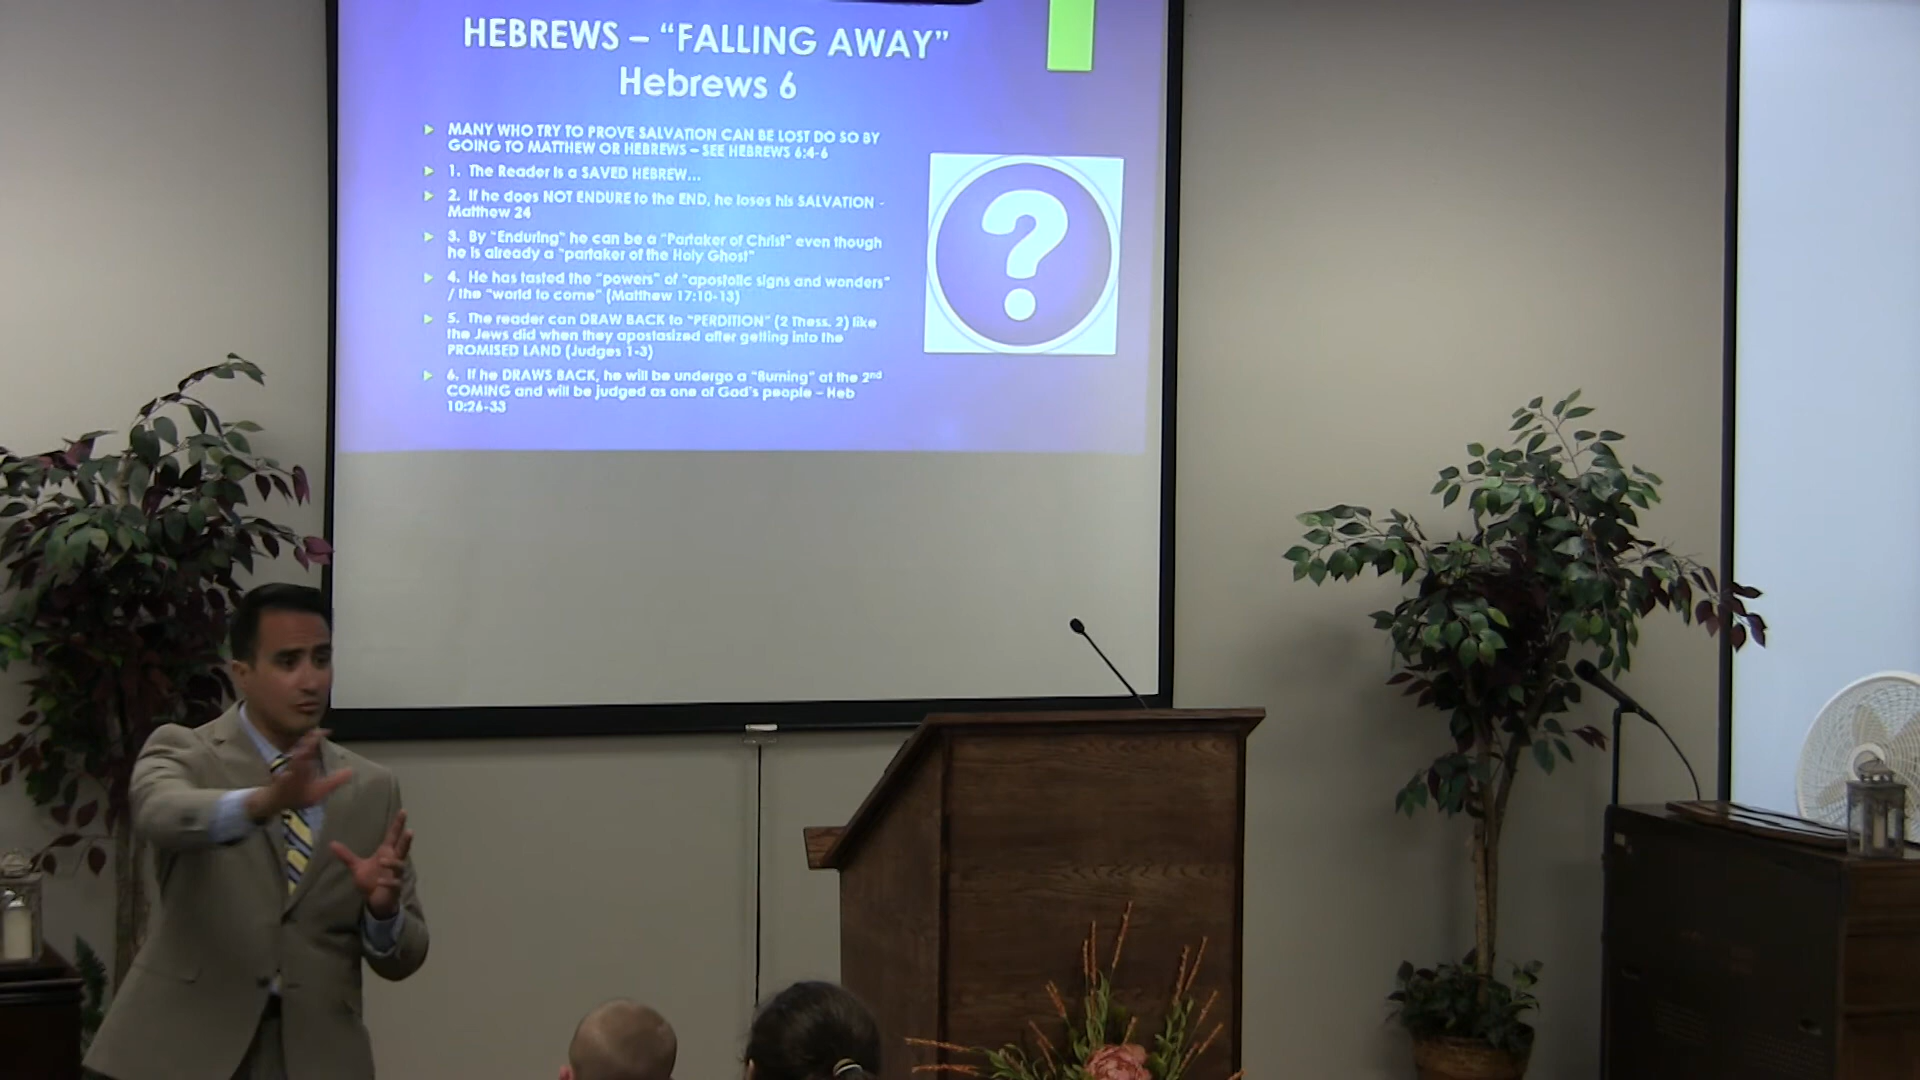 HEBREWS – “FALLING AWAY”
Hebrews 6
MANY WHO TRY TO PROVE SALVATION CAN BE LOST DO SO BY
GOING TO MATTHEW OR HEBREWS – SEE HEBREWS 6:4-6
1. The Reader is a SAVED HEBREW…
2. If he does NOT ENDURE to the END, he loses his SALVATION -
Matthew 24
3. By “Enduring” he can be a “Partaker of Christ” even though
he is already a “partaker of the Holy Ghost”
4. He has tasted the “powers” of “apostolic signs and wonders”
/ the “world to come” (Matthew 17:10-13)
5. The reader can DRAW BACK to “PERDITION” (2 Thess. 2) like
the Jews did when they apostasized after getting into the
PROMISED LAND (Judges 1-3)
6. If he DRAWS BACK, he will be undergo a “Burning” at the 2nd
COMING and will be judged as one of God’s people – Heb
10:26-33
?